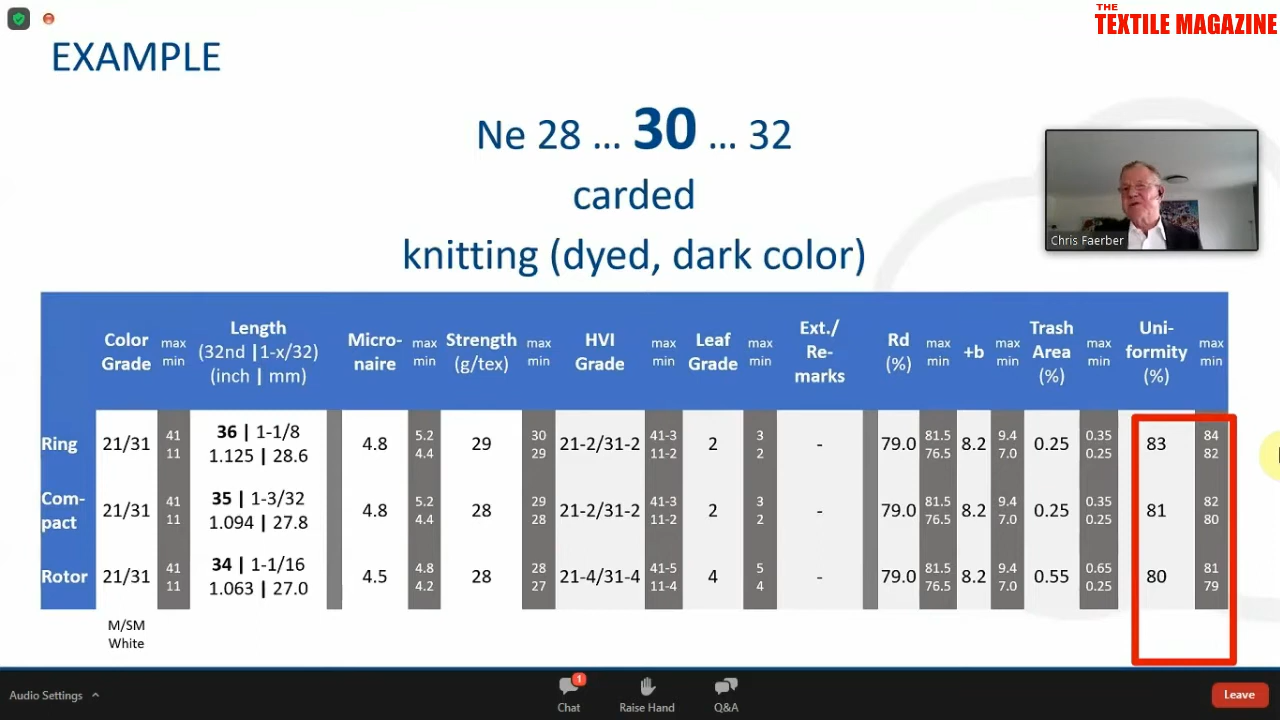 THE
TEXTILE MAGAZINE
EXAMPLE
Ne 28 ... 30 ... 32
carded
knitting (dyed, dark color)
Chris Faerber
Color Grade max min Length (32nd |1-x/32) (inch | mm) Micro-naire max min Strength (g/tex) max min HVI Grade max min Leaf Grade max min Ext./ Re-marks Rd (%) max min +b max min Trash Area (%) max min Uni-formity (%) max min
Ring 21/31 41 11 36 | 1-1/8 1.125 | 28.6 4.8 5.2 4.4 29 30 29 21-2/31-2 41-3 11-2 2 3 2 - 79.0 81.5 76.5 8.2 9.4 7.0 0.25 0.35 0.25 83 84 82
Com-pact 21/31 41 11 35 | 1-3/32 1.094 | 27.8 4.8 5.2 4.4 28 29 28 21-2/31-2 41-3 11-2 2 3 2 - 79.0 81.5 76.5 8.2 9.4 7.0 0.25 0.35 0.25 81 82 80
Rotor 21/31 41 11 34 | 1-1/16 1.063 | 27.0 4.5 4.8 4.2 28 28 27 21-4/31-4 41-5 11-4 4 5 4 - 79.0 81.5 76.5 8.2 9.4 7.0 0.55 0.65 0.25 80 81 79
M/SM
White
Audio Settings
1
Chat
Raise Hand
Q&A
Leave